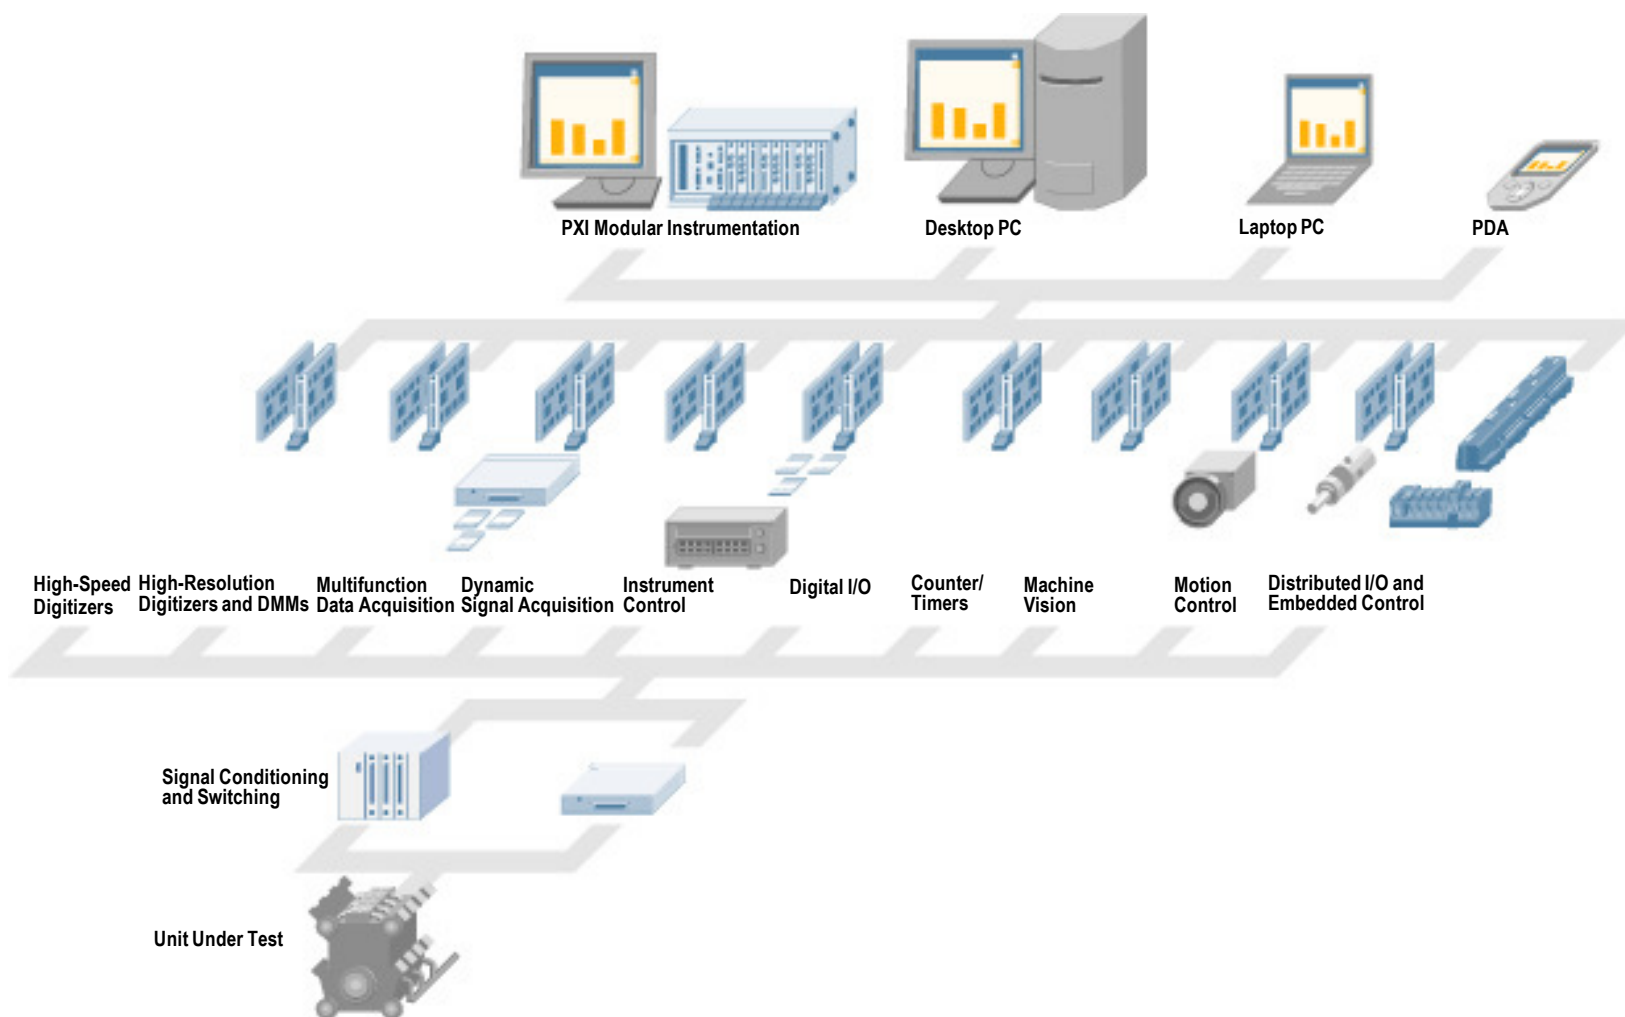 PXI Modular Instrumentation
Desktop PC
Laptop PC
PDA
High-Speed
Digitizers
High-Resolution
Digitizers and DMMs
Multifunction
Data Acquisition
Dynamic
Signal Acquisition
Instrument
Control
Digital I/O
Counter/
Timers
Machine
Vision
Motion
Control
Distributed I/O and
Embedded Control
Signal Conditioning
and Switching
Unit Under Test